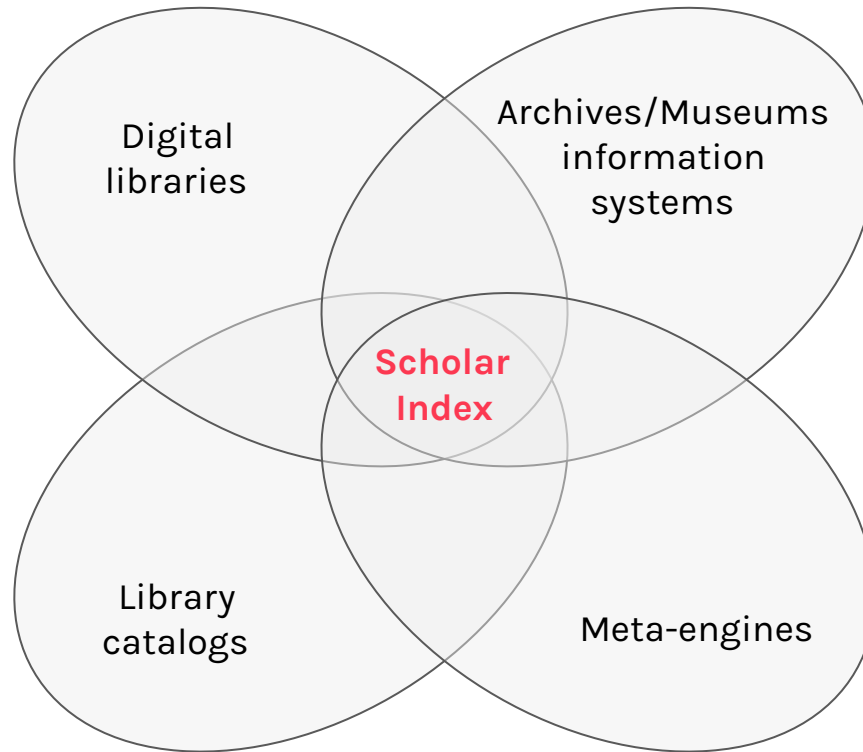 Digital
libraries
Archives/Museums
information
systems
Scholar
Index
Library
catalogs
Meta-engines